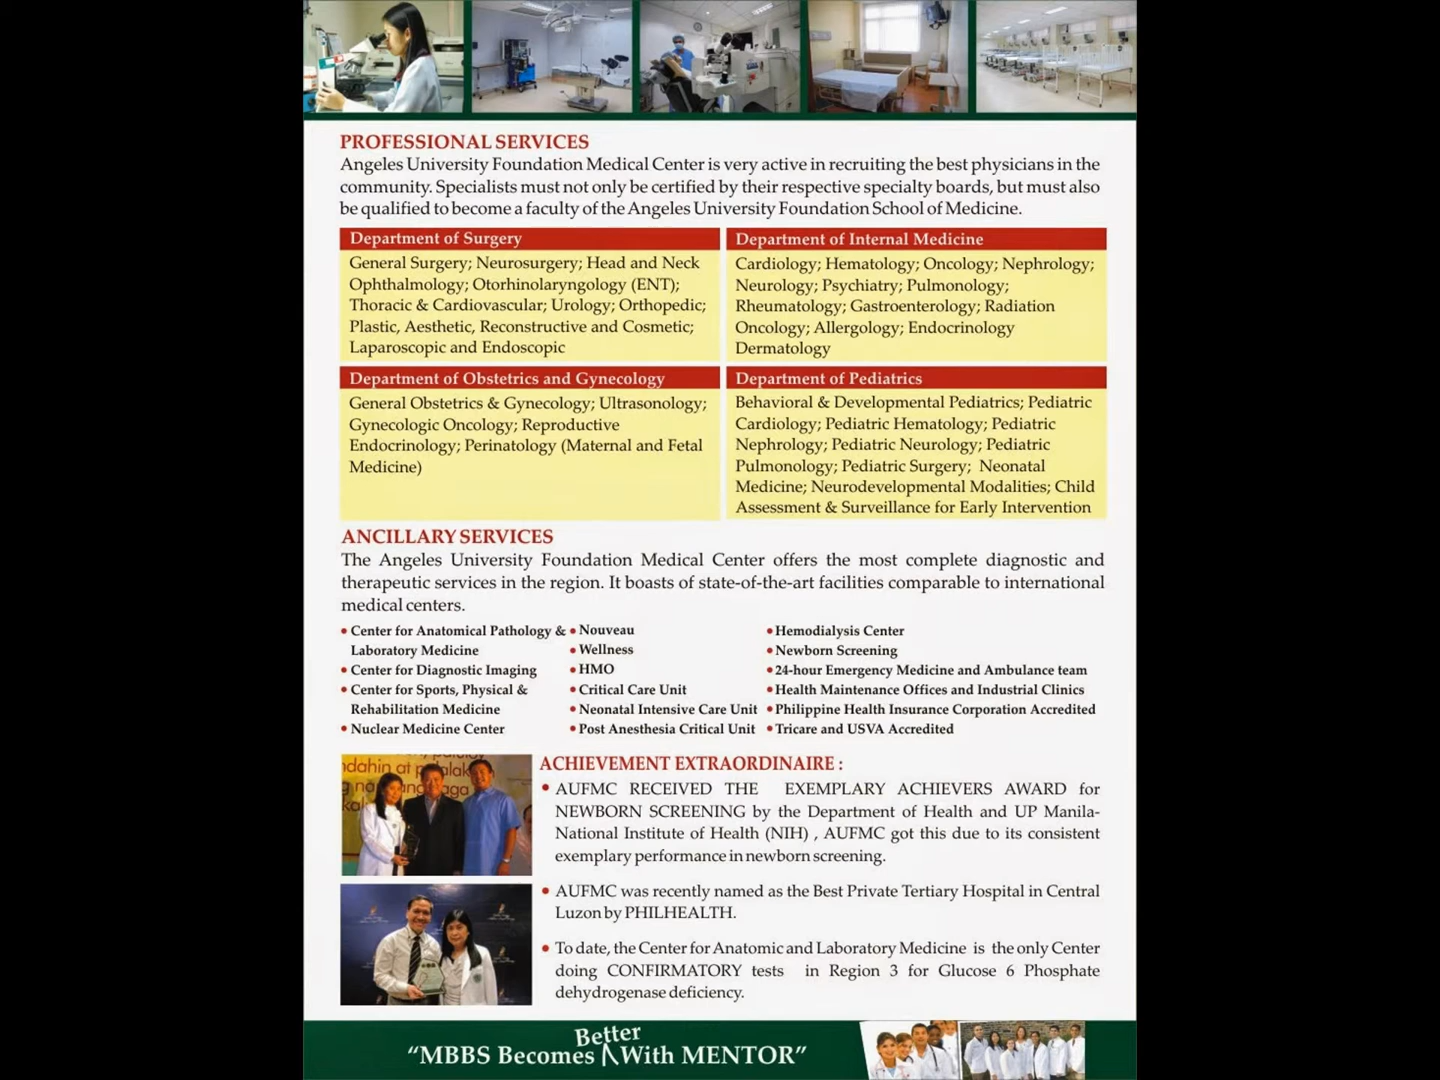 PROFESSIONAL SERVICES
Angeles University Foundation Medical Center is very active in recruiting the best physicians in the
community. Specialists must not only be certified by their respective specialty boards, but must also
be qualified to become a faculty of the Angeles University Foundation School of Medicine.
Department of Surgery
General Surgery; Neurosurgery; Head and Neck
Ophthalmology; Otorhinolaryngology (ENT);
Thoracic & Cardiovascular; Urology; Orthopedic;
Plastic, Aesthetic, Reconstructive and Cosmetic;
Laparoscopic and Endoscopic
Department of Internal Medicine
Cardiology; Hematology; Oncology; Nephrology;
Neurology; Psychiatry; Pulmonology;
Rheumatology; Gastroenterology; Radiation
Oncology; Allergology; Endocrinology
Dermatology
Department of Obstetrics and Gynecology
General Obstetrics & Gynecology; Ultrasonology;
Gynecologic Oncology; Reproductive
Endocrinology; Perinatology (Maternal and Fetal
Medicine)
Department of Pediatrics
Behavioral & Developmental Pediatrics; Pediatric
Cardiology; Pediatric Hematology; Pediatric
Nephrology; Pediatric Neurology; Pediatric
Pulmonology; Pediatric Surgery; Neonatal
Medicine; Neurodevelopmental Modalities; Child
Assessment & Surveillance for Early Intervention
ANCILLARY SERVICES
The Angeles University Foundation Medical Center offers the most complete diagnostic and
therapeutic services in the region. It boasts of state-of-the-art facilities comparable to international
medical centers.
• Center for Anatomical Pathology &
Laboratory Medicine
• Center for Diagnostic Imaging
• Center for Sports, Physical &
Rehabilitation Medicine
• Nuclear Medicine Center
• Nouveau
• Wellness
• HMO
• Critical Care Unit
• Neonatal Intensive Care Unit
• Post Anesthesia Critical Unit
• Hemodialysis Center
• Newborn Screening
• 24-hour Emergency Medicine and Ambulance team
• Health Maintenance Offices and Industrial Clinics
• Philippine Health Insurance Corporation Accredited
• Tricare and USVA Accredited
ACHIEVEMENT EXTRAORDINAIRE :
• AUFMC RECEIVED THE EXEMPLARY ACHIEVERS AWARD for
NEWBORN SCREENING by the Department of Health and UP Manila-
National Institute of Health (NIH) , AUFMC got this due to its consistent
exemplary performance in newborn screening.
• AUFMC was recently named as the Best Private Tertiary Hospital in Central
Luzon by PHILHEALTH.
• To date, the Center for Anatomic and Laboratory Medicine is the only Center
doing CONFIRMATORY tests in Region 3 for Glucose 6 Phosphate
dehydrogenase deficiency.
Better
“MBBS Becomes With MENTOR”